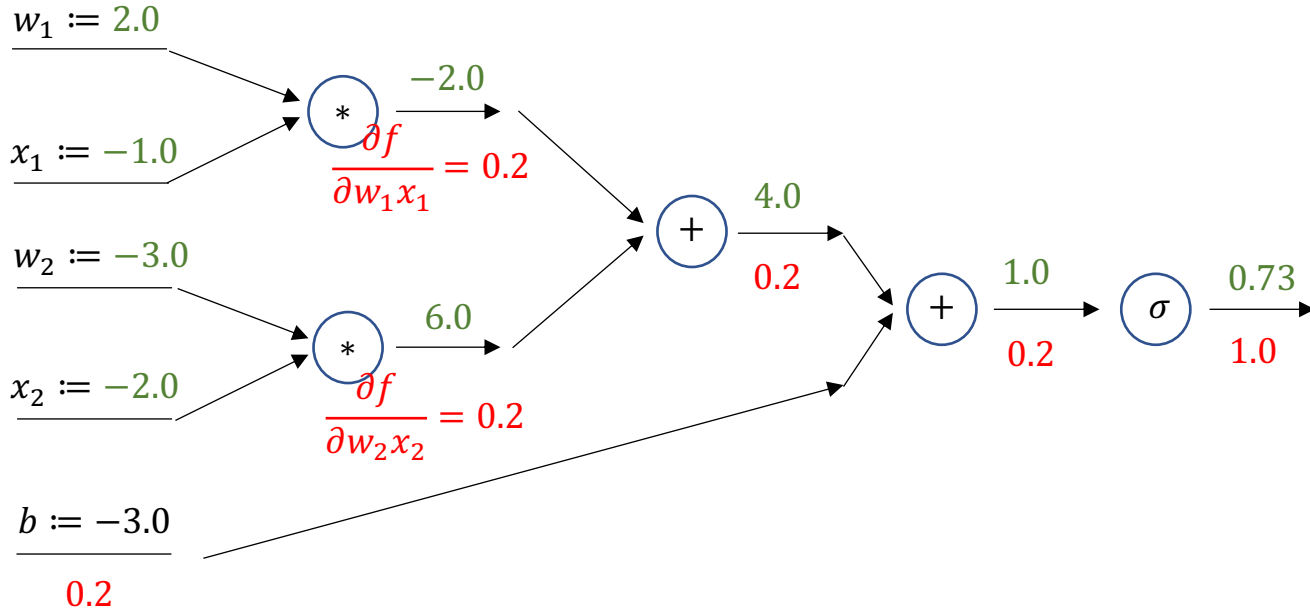 w₁ ≔ 2.0
∗
−2.0
x₁ ≔ −1.0
∂f
――― = 0.2
∂w₁x₁
+
4.0
0.2
w₂ ≔ −3.0
∗
6.0
x₂ ≔ −2.0
∂f
――― = 0.2
∂w₂x₂
+
1.0
0.2
σ
0.73
1.0
b ≔ −3.0
0.2